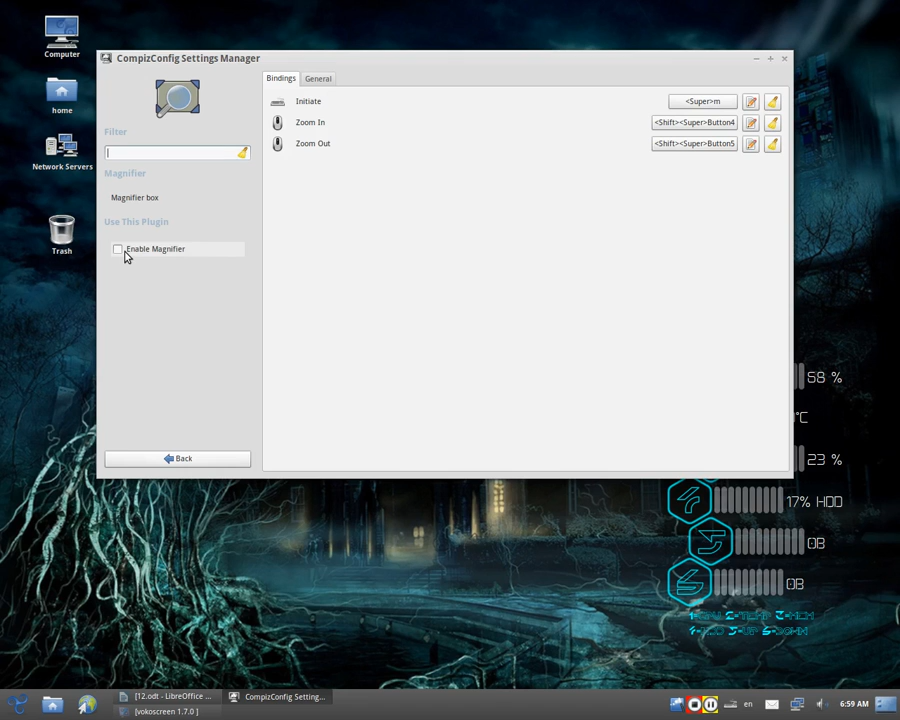 Computer
home
Network Servers
Trash
CompizConfig Settings Manager
Filter
Magnifier
Magnifier box
Use This Plugin
Enable Magnifier
Back
Bindings
General
Initiate
<Super>m
Zoom In
<Shift><Super>Button4
Zoom Out
<Shift><Super>Button5
58 %
°C
23 %
17% HDD
0B
0B
[12.odt - LibreOffice ...
CompizConfig Setting...
[vokoscreen 1.7.0 ]
en
6:59 AM